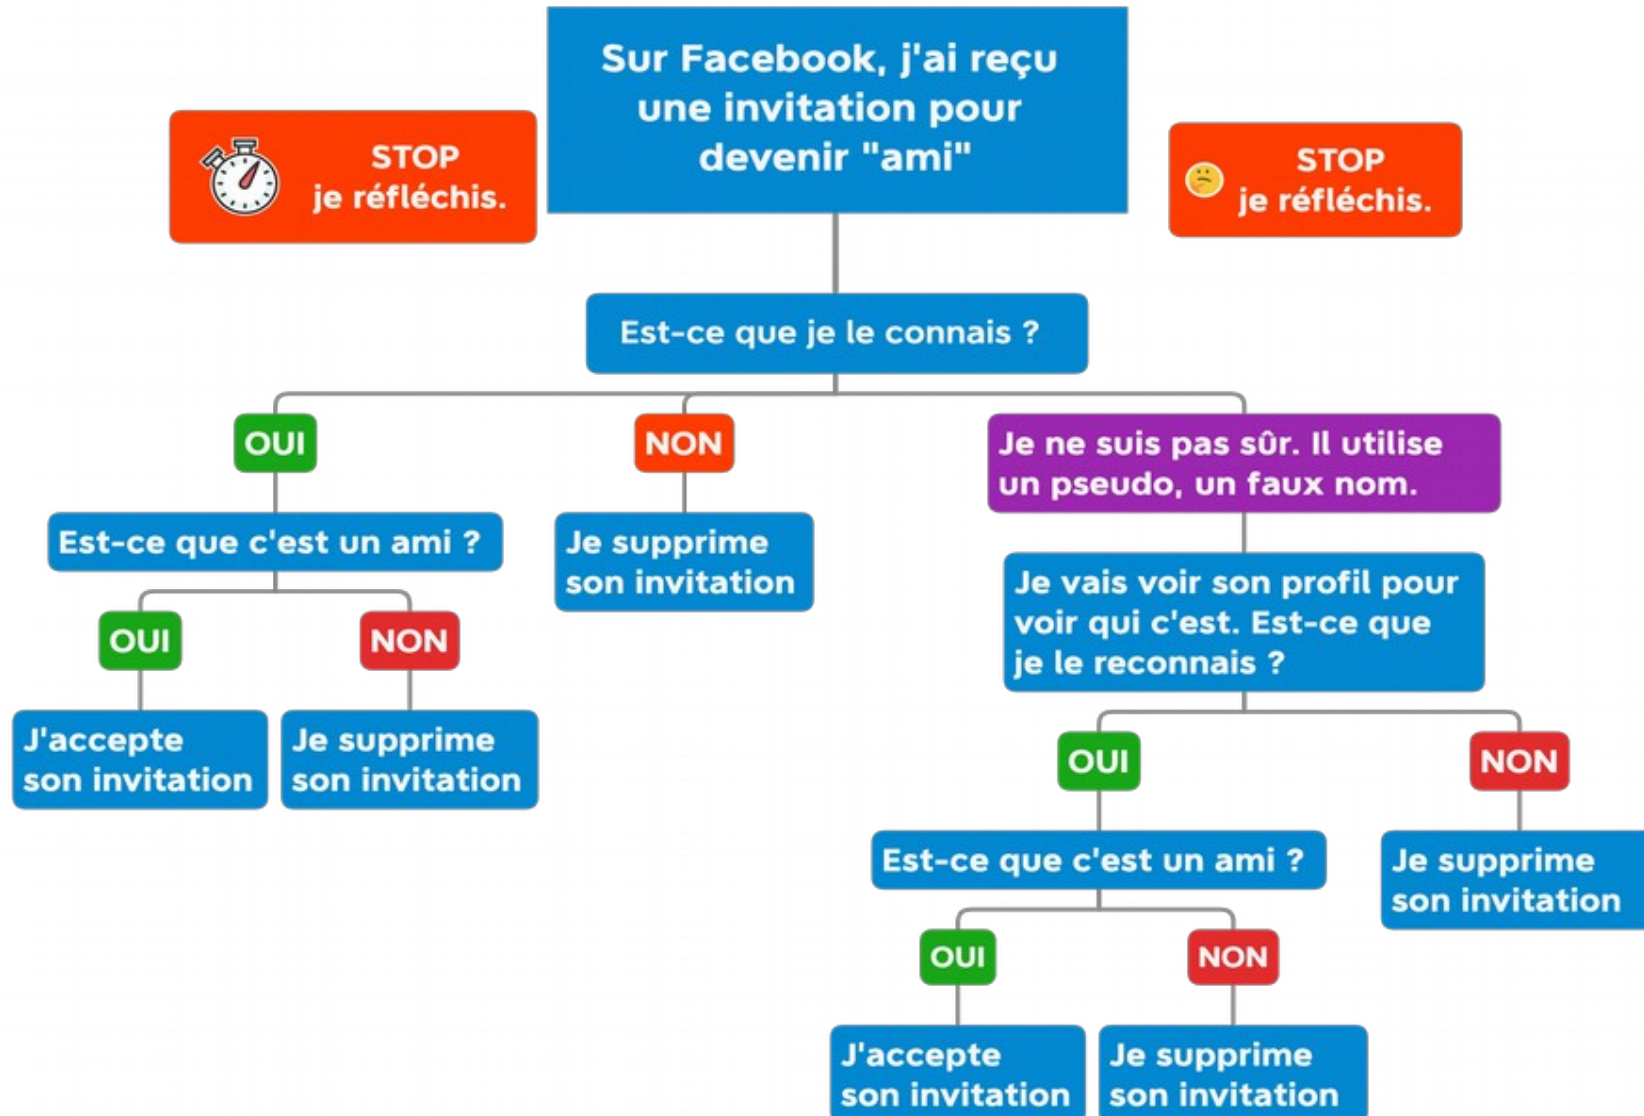 Sur Facebook, j'ai reçu
une invitation pour
devenir "ami"
STOP
je réfléchis.
STOP
je réfléchis.
Est-ce que je le connais ?
OUI
NON
Je ne suis pas sûr. Il utilise
un pseudo, un faux nom.
Est-ce que c'est un ami ?
Je supprime
son invitation
Je vais voir son profil pour
voir qui c'est. Est-ce que
je le reconnais ?
OUI
NON
J'accepte
son invitation
Je supprime
son invitation
OUI
NON
Est-ce que c'est un ami ?
Je supprime
son invitation
OUI
NON
J'accepte
son invitation
Je supprime
son invitation